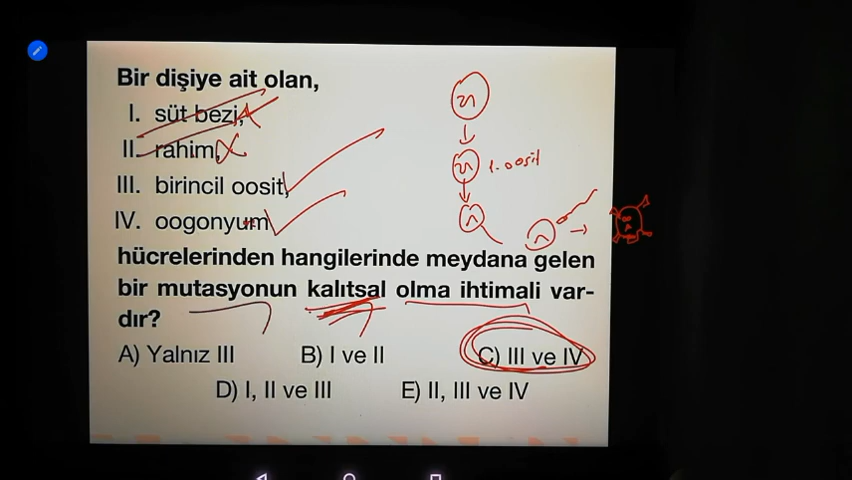 Bir dişiye ait olan,
I. süt bezi,
II. rahim,
III. birincil oosit,
IV. oogonyum
hücrelerinden hangilerinde meydana gelen
bir mutasyonun kalıtsal olma ihtimali var-
dır?
A) Yalnız III B) I ve II C) III ve IV
D) I, II ve III E) II, III ve IV
2n
2n 1. oosit
n
n